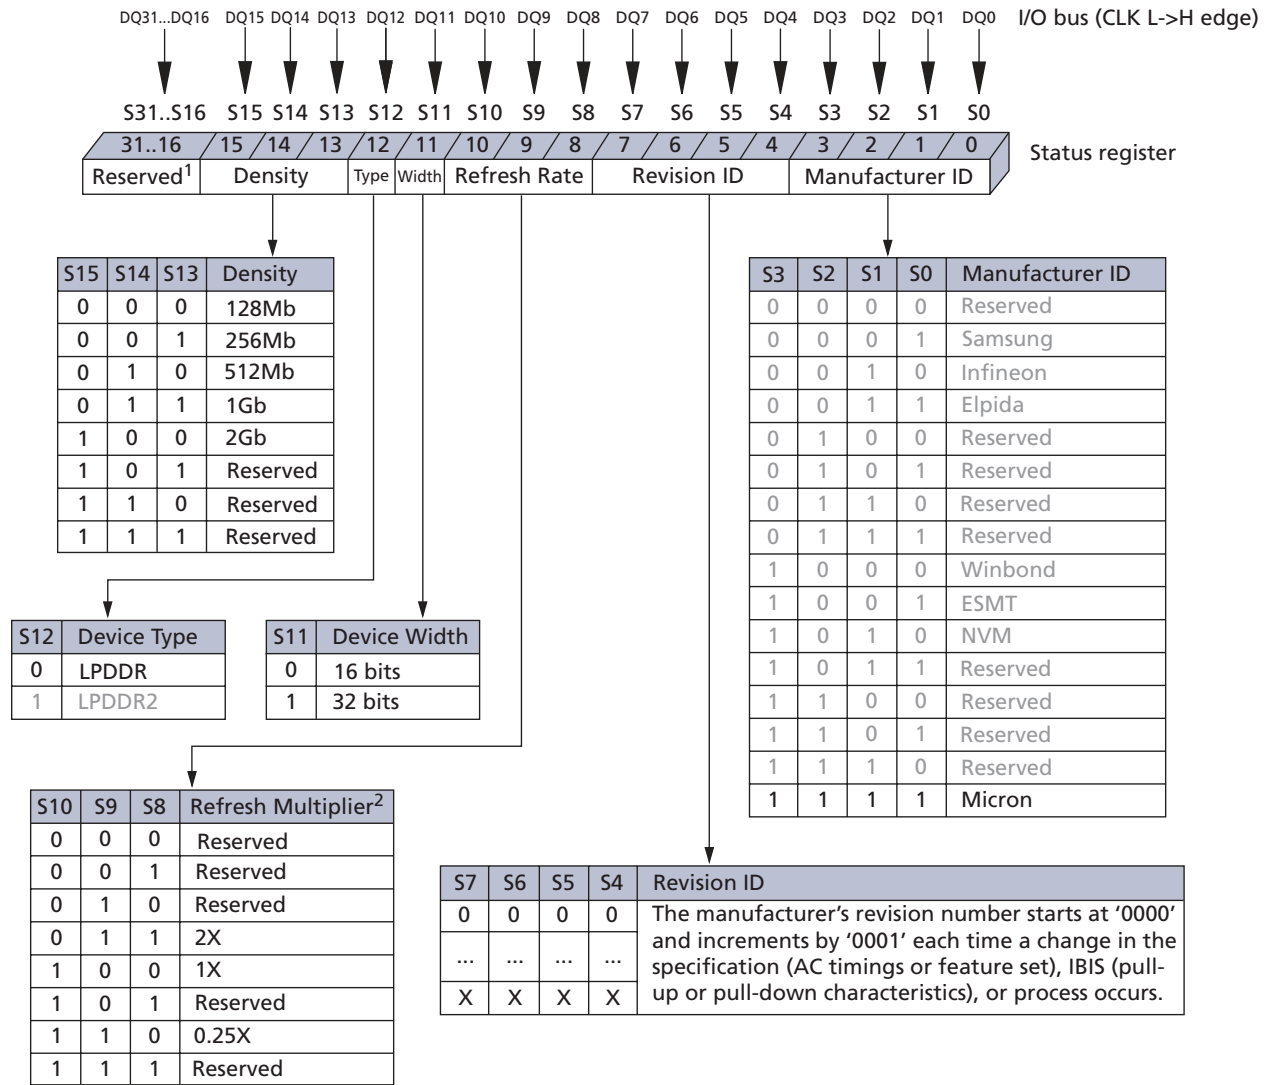 DQ31...DQ16 DQ15 DQ14 DQ13 DQ12 DQ11 DQ10 DQ9 DQ8 DQ7 DQ6 DQ5 DQ4 DQ3 DQ2 DQ1 DQ0 I/O bus (CLK L->H edge)
S31..S16 S15 S14 S13 S12 S11 S10 S9 S8 S7 S6 S5 S4 S3 S2 S1 S0
31..16 15 14 13 12 11 10 9 8 7 6 5 4 3 2 1 0 Status register
Reserved1 Density Type Width Refresh Rate Revision ID Manufacturer ID
S15 S14 S13 Density
0 0 0 128Mb
0 0 1 256Mb
0 1 0 512Mb
0 1 1 1Gb
1 0 0 2Gb
1 0 1 Reserved
1 1 0 Reserved
1 1 1 Reserved
S3 S2 S1 S0 Manufacturer ID
0 0 0 0 Reserved
0 0 0 1 Samsung
0 0 1 0 Infineon
0 0 1 1 Elpida
0 1 0 0 Reserved
0 1 0 1 Reserved
0 1 1 0 Reserved
0 1 1 1 Reserved
1 0 0 0 Winbond
1 0 0 1 ESMT
1 0 1 0 NVM
1 0 1 1 Reserved
1 1 0 0 Reserved
1 1 0 1 Reserved
1 1 1 0 Reserved
1 1 1 1 Micron
S12 Device Type
0 LPDDR
1 LPDDR2
S11 Device Width
0 16 bits
1 32 bits
S10 S9 S8 Refresh Multiplier2
0 0 0 Reserved
0 0 1 Reserved
0 1 0 Reserved
0 1 1 2X
1 0 0 1X
1 0 1 Reserved
1 1 0 0.25X
1 1 1 Reserved
S7 S6 S5 S4 Revision ID
0 0 0 0 The manufacturer's revision number starts at '0000'
and increments by '0001' each time a change in the
... ... ... ... specification (AC timings or feature set), IBIS (pull-
X X X X up or pull-down characteristics), or process occurs.